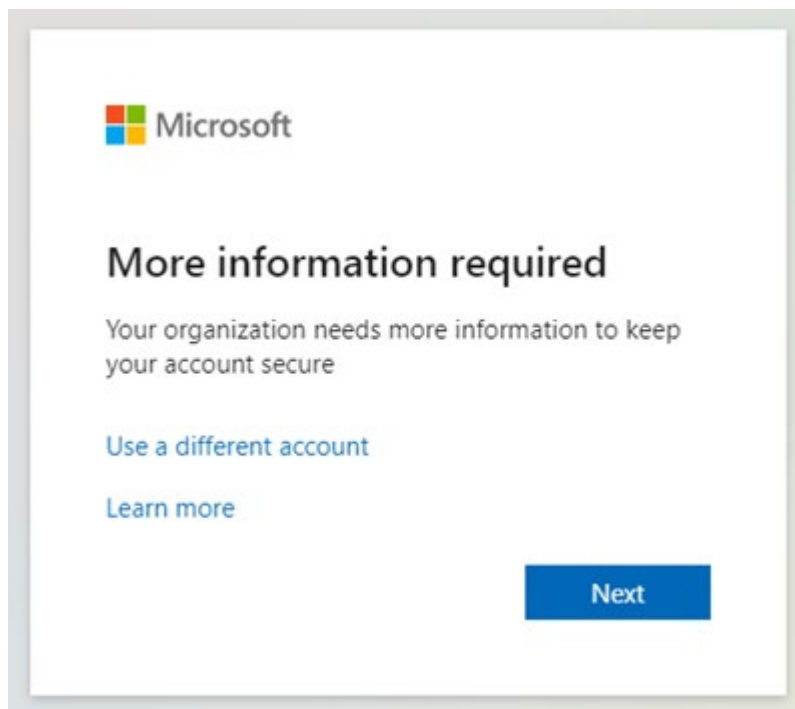 Microsoft
More information required
Your organization needs more information to keep
your account secure
Use a different account
Learn more
Next